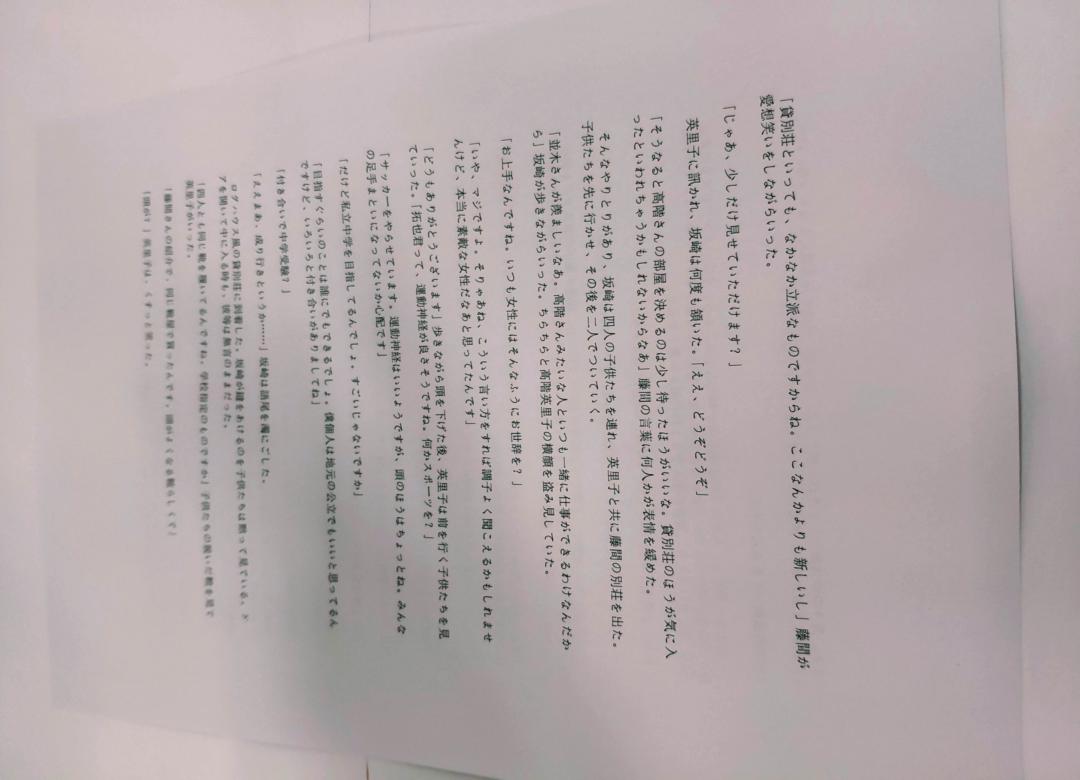 「貸別荘といっても、なかなか立派なものですからね。ここなんかよりも新しいし」藤間が
愛想笑いをしながらいった。
「じゃあ、少しだけ見せていただけます？」
英里子に訊かれ、坂崎は何度も頷いた。「ええ、どうぞどうぞ」
「そうなると高階さんの部屋を決めるのは少し待ったほうがいいな。貸別荘のほうが気に入
ったといわれちゃうかもしれないからなあ」藤間の言葉に何人かが表情を緩めた。
そんなやりとりがあり、坂崎は四人の子供たちを連れ、英里子と共に藤間の別荘を出た。
子供たちを先に行かせ、その後を二人でついていく。
「並木さんが羨ましいなあ。高階さんみたいな人といつも一緒に仕事ができるわけなんだか
ら」坂崎が歩きながらいった。ちらちらと高階英里子の横顔を盗み見していた。
「お上手なんですね。いつも女性にはそんなふうにお世辞を？」
「いや、マジですよ。そりゃあね、こういう言い方をすれば調子よく聞こえるかもしれませ
んけど、本当に素敵な女性だなあと思ってたんです」
「どうもありがとうございます」歩きながら頭を下げた後、英里子は前を行く子供たちを見
ていった。「拓也君って、運動神経が良さそうですね。何かスポーツを？」
「サッカーをやらせています。運動神経はいいようですが、頭のほうはちょっとね。みんな
の足手まといになってないか心配です」
「だけど私立中学を目指してるんでしょ。すごいじゃないですか」
「目指すぐらいのことは誰にでもできるでしょ。僕個人は地元の公立でもいいと思ってるん
ですけど、いろいろと付き合いがありましてね」
「付き合いで中学受験？」
「ええまあ、成り行きというか……」坂崎は語尾を濁にごした。
ログハウス風の貸別荘に到着した。坂崎が鍵をあけるのを子供たちは黙って見ている。ド
アを開いて中に入る時も、彼等は無言のままだった。
「四人とも同じ靴を履いてるんですね。学校指定のものですか」子供たちの脱いだ靴を見て
英里子がいった。
「藤間さんの紹介で、同じ靴屋で買ったんです。頭がよくなる靴らしくて」
「頭が？」英里子は、くすっと笑った。